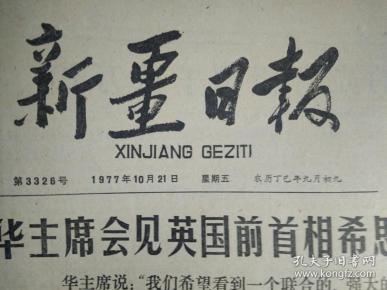 新疆日报
XINJIANG GEZITI
第3326号 1977年10月21日 星期五 农历丁巳年九月初九
华主席会见英国前首相希思
华主席说：“我们希望看到一个联合的、强大
孔夫子旧书网